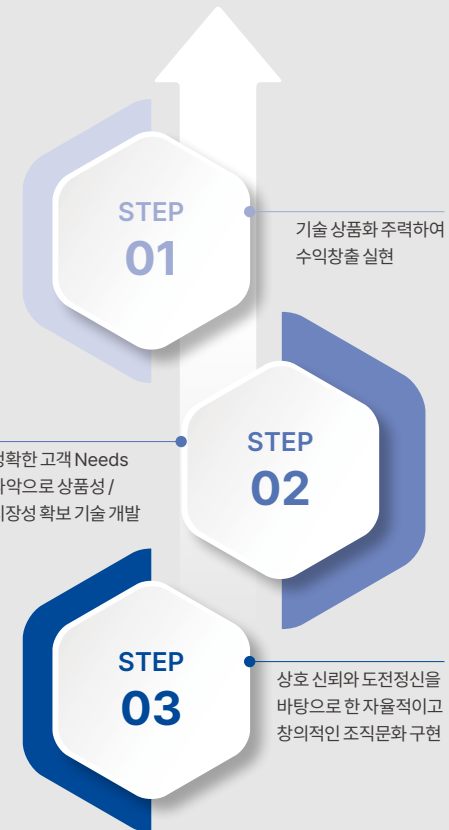 STEP
01
기술 상품화 주력하여
수익창출 실현
STEP
02
고객 Needs
상품성 /
확보 기술 개발
STEP
03
상호 신뢰와 도전정신을
바탕으로 한 자율적이고
창의적인 조직문화 구현